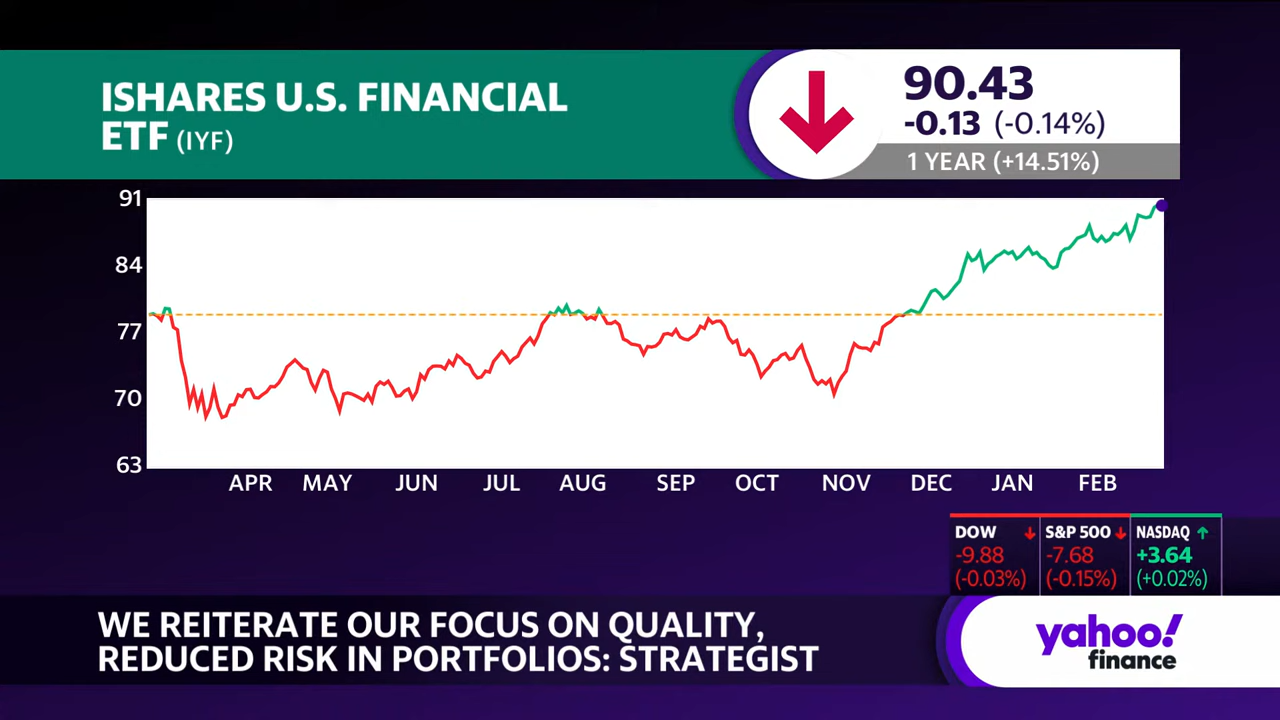 ISHARES U.S. FINANCIAL
ETF (IYF)
90.43
-0.13 (-0.14%)
1 YEAR (+14.51%)
91
84
77
70
63
APR MAY JUN JUL AUG SEP OCT NOV DEC JAN FEB
DOW S&P 500 NASDAQ
-9.88 -7.68 +3.64
(-0.03%) (-0.15%) (+0.02%)
WE REITERATE OUR FOCUS ON QUALITY,
REDUCED RISK IN PORTFOLIOS: STRATEGIST
yahoo!
finance